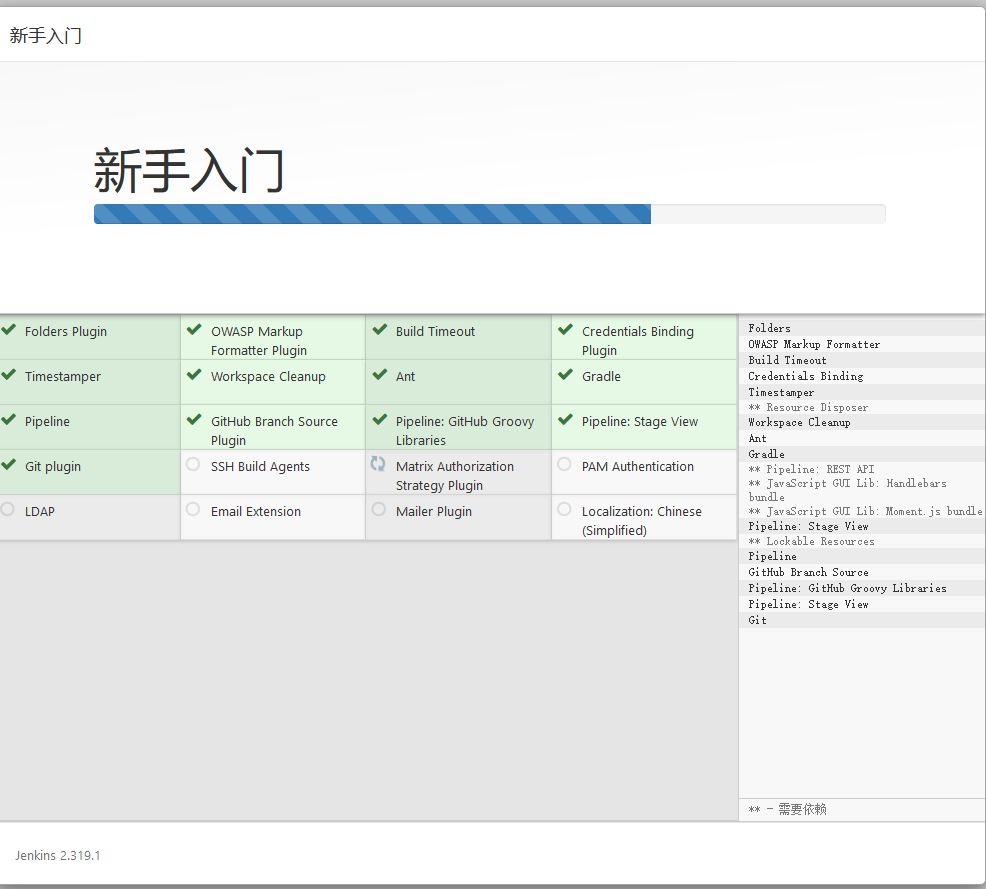 新手入门
新手入门
Folders Plugin
OWASP Markup
Formatter Plugin
Build Timeout
Credentials Binding
Plugin
Timestamper
Workspace Cleanup
Ant
Gradle
Pipeline
GitHub Branch Source
Plugin
Pipeline: GitHub Groovy
Libraries
Pipeline: Stage View
Git plugin
SSH Build Agents
Matrix Authorization
Strategy Plugin
PAM Authentication
LDAP
Email Extension
Mailer Plugin
Localization: Chinese
(Simplified)
Folders
OWASP Markup Formatter
Build Timeout
Credentials Binding
Timestamper
** Resource Disposer
Workspace Cleanup
Ant
Gradle
** Pipeline: REST API
** JavaScript GUI Lib: Handlebars
bundle
** JavaScript GUI Lib: Moment.js bundle
Pipeline: Stage View
** Lockable Resources
Pipeline
GitHub Branch Source
Pipeline: GitHub Groovy Libraries
Pipeline: Stage View
Git
** - 需要依赖
Jenkins 2.319.1